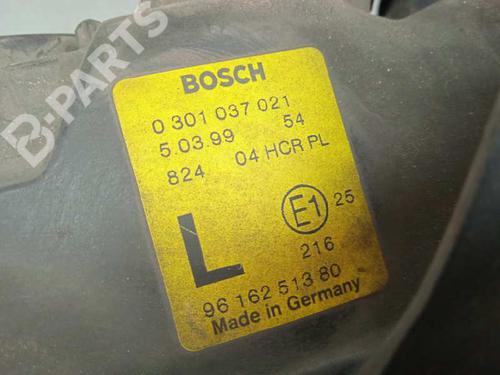 B-PARTS
BOSCH
0 301 037 021
5.03.99 54
824 04 HCR PL
L E1 25
216
96 162 513 80
Made in Germany